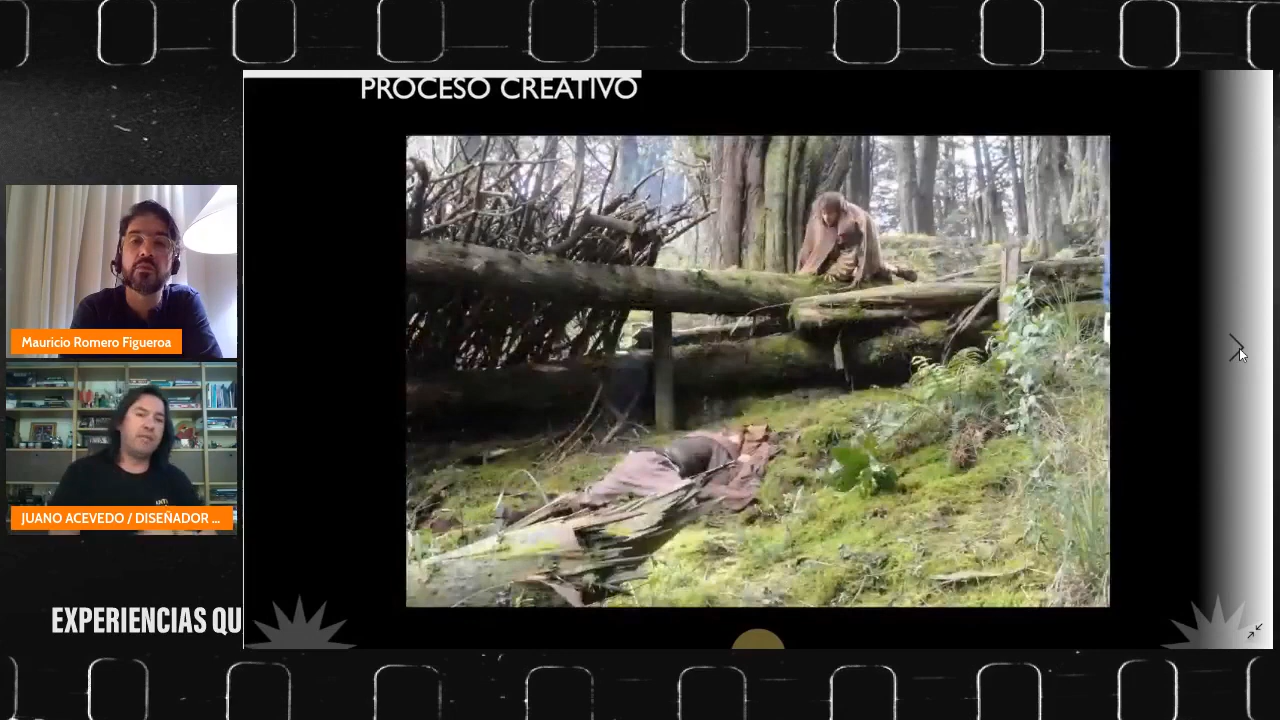 PROCESO CREATIVO
Mauricio Romero Figueroa
JUANO ACEVEDO / DISEÑADOR ...
EXPERIENCIAS QU